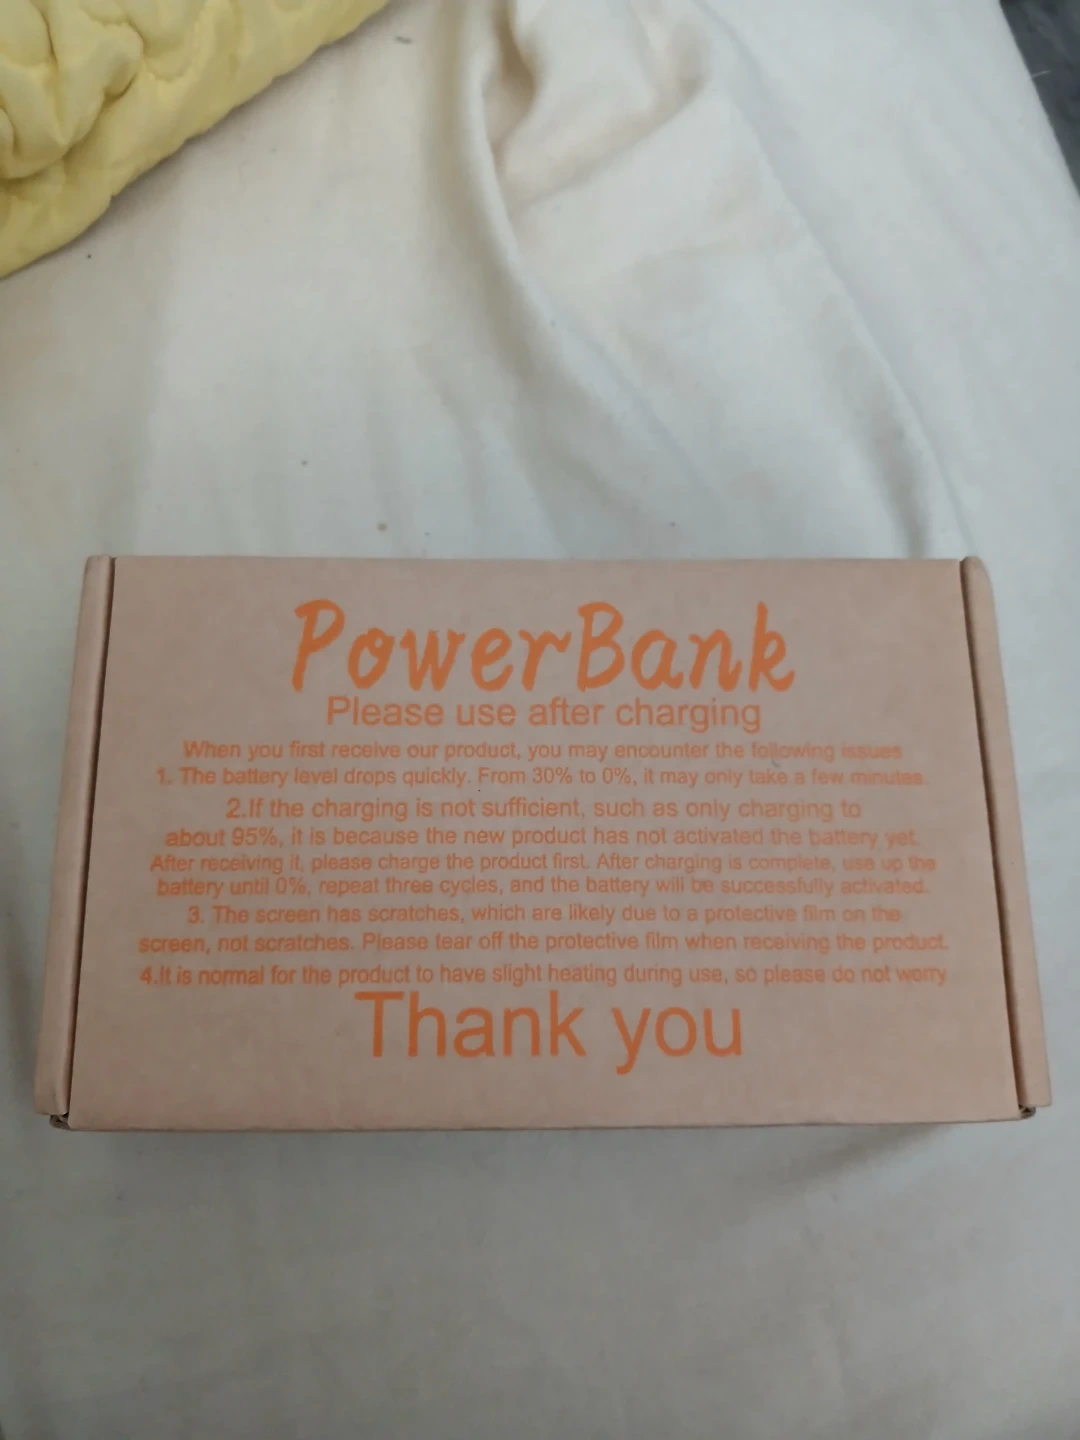 PowerBank
Please use after charging
When you first receive our product, you may encounter the following issues
1. The battery level drops quickly. From 30% to 0%, it may only take a few minutes.
2.If the charging is not sufficient, such as only charging to
about 95%, it is because the new product has not activated the battery yet.
After receiving it, please charge the product first. After charging is complete, use up the
battery until 0%, repeat three cycles, and the battery will be successfully activated.
3. The screen has scratches, which are likely due to a protective film on the
screen, not scratches. Please tear off the protective film when receiving the product.
4.It is normal for the product to have slight heating during use, so please do not worry
Thank you